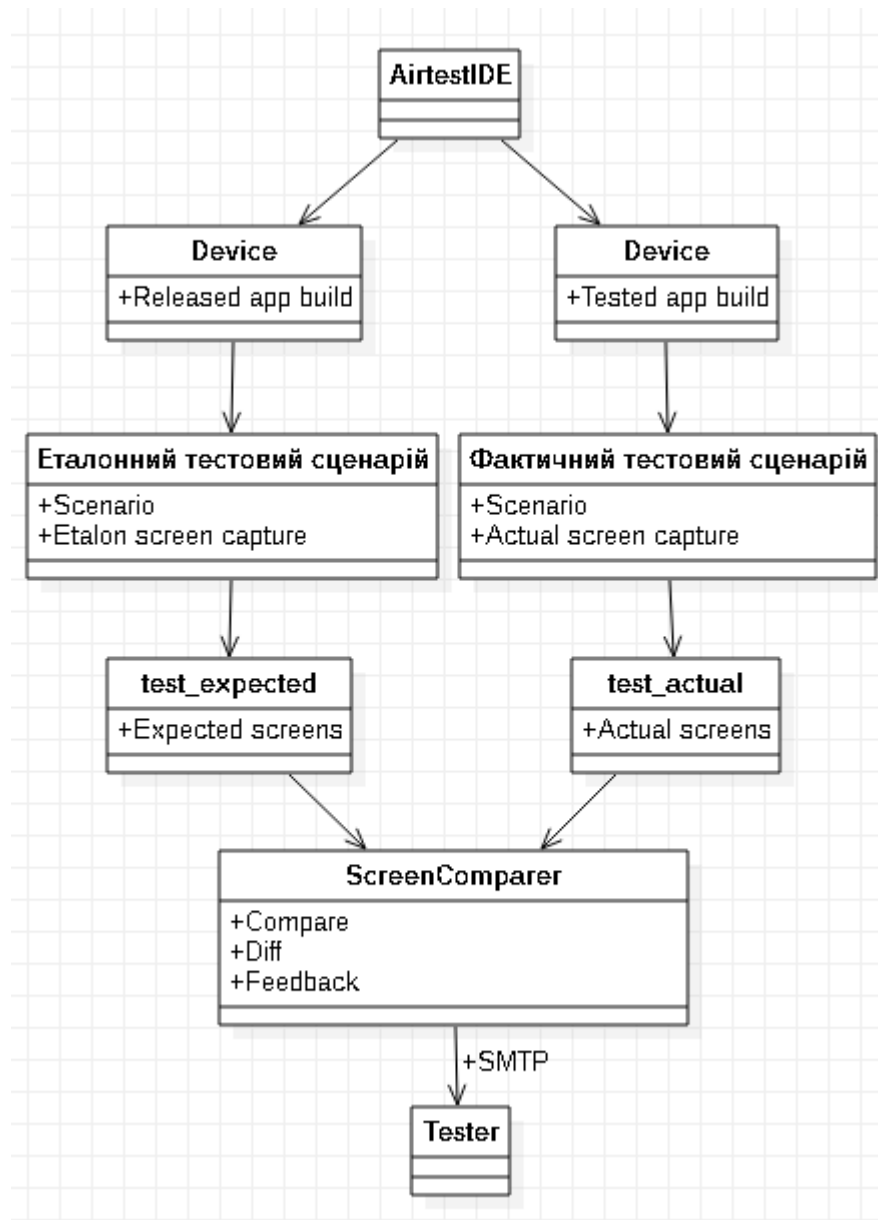 AirtestIDE
Device
+Released app build
Device
+Tested app build
Еталонний тестовий сценарій
+Scenario
+Etalon screen capture
Фактичний тестовий сценарій
+Scenario
+Actual screen capture
test_expected
+Expected screens
test_actual
+Actual screens
ScreenComparer
+Compare
+Diff
+Feedback
+SMTP
Tester